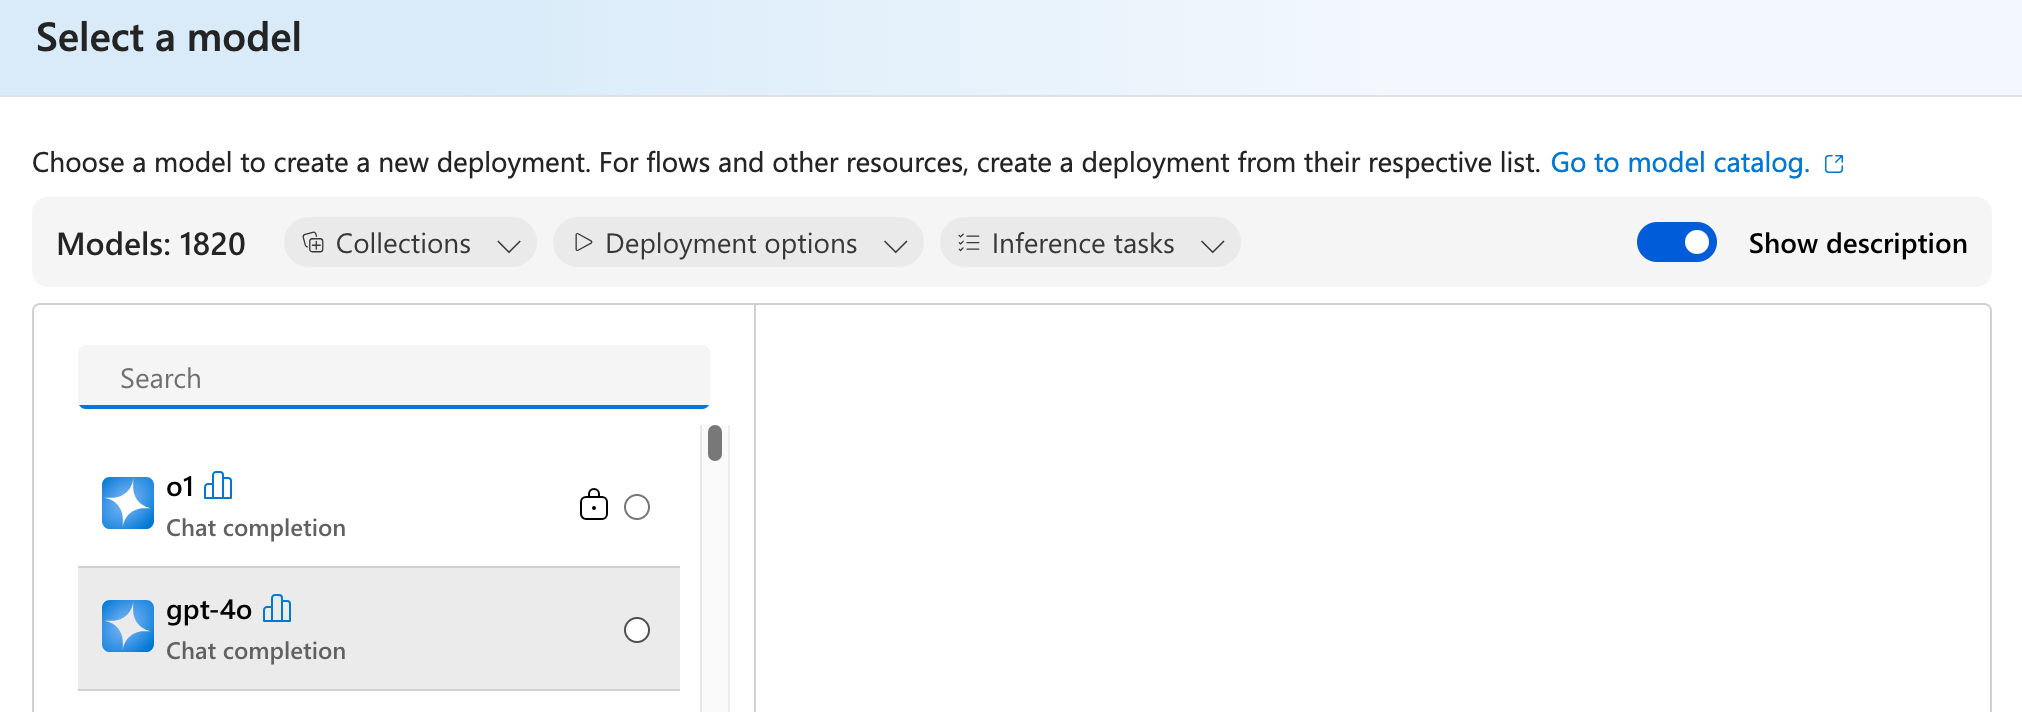 Select a model
Choose a model to create a new deployment. For flows and other resources, create a deployment from their respective list. Go to model catalog.
Models: 1820 Collections Deployment options Inference tasks Show description
Search
o1
Chat completion
gpt-4o
Chat completion